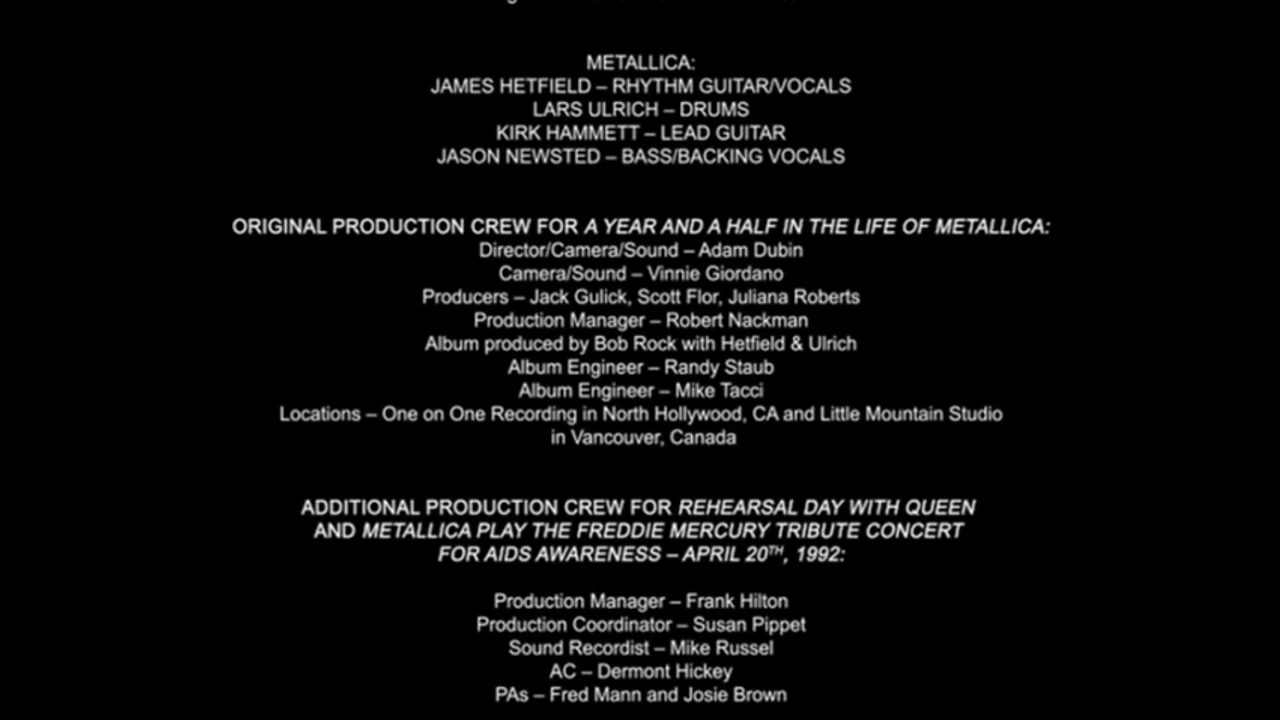 METALLICA:
JAMES HETFIELD – RHYTHM GUITAR/VOCALS
LARS ULRICH – DRUMS
KIRK HAMMETT – LEAD GUITAR
JASON NEWSTED – BASS/BACKING VOCALS
ORIGINAL PRODUCTION CREW FOR A YEAR AND A HALF IN THE LIFE OF METALLICA:
Director/Camera/Sound – Adam Dubin
Camera/Sound – Vinnie Giordano
Producers – Jack Gulick, Scott Flor, Juliana Roberts
Production Manager – Robert Nackman
Album produced by Bob Rock with Hetfield & Ulrich
Album Engineer – Randy Staub
Album Engineer – Mike Tacci
Locations – One on One Recording in North Hollywood, CA and Little Mountain Studio
in Vancouver, Canada
ADDITIONAL PRODUCTION CREW FOR REHEARSAL DAY WITH QUEEN
AND METALLICA PLAY THE FREDDIE MERCURY TRIBUTE CONCERT
FOR AIDS AWARENESS – APRIL 20TH, 1992:
Production Manager – Frank Hilton
Production Coordinator – Susan Pippet
Sound Recordist – Mike Russel
AC – Dermont Hickey
PAs – Fred Mann and Josie Brown